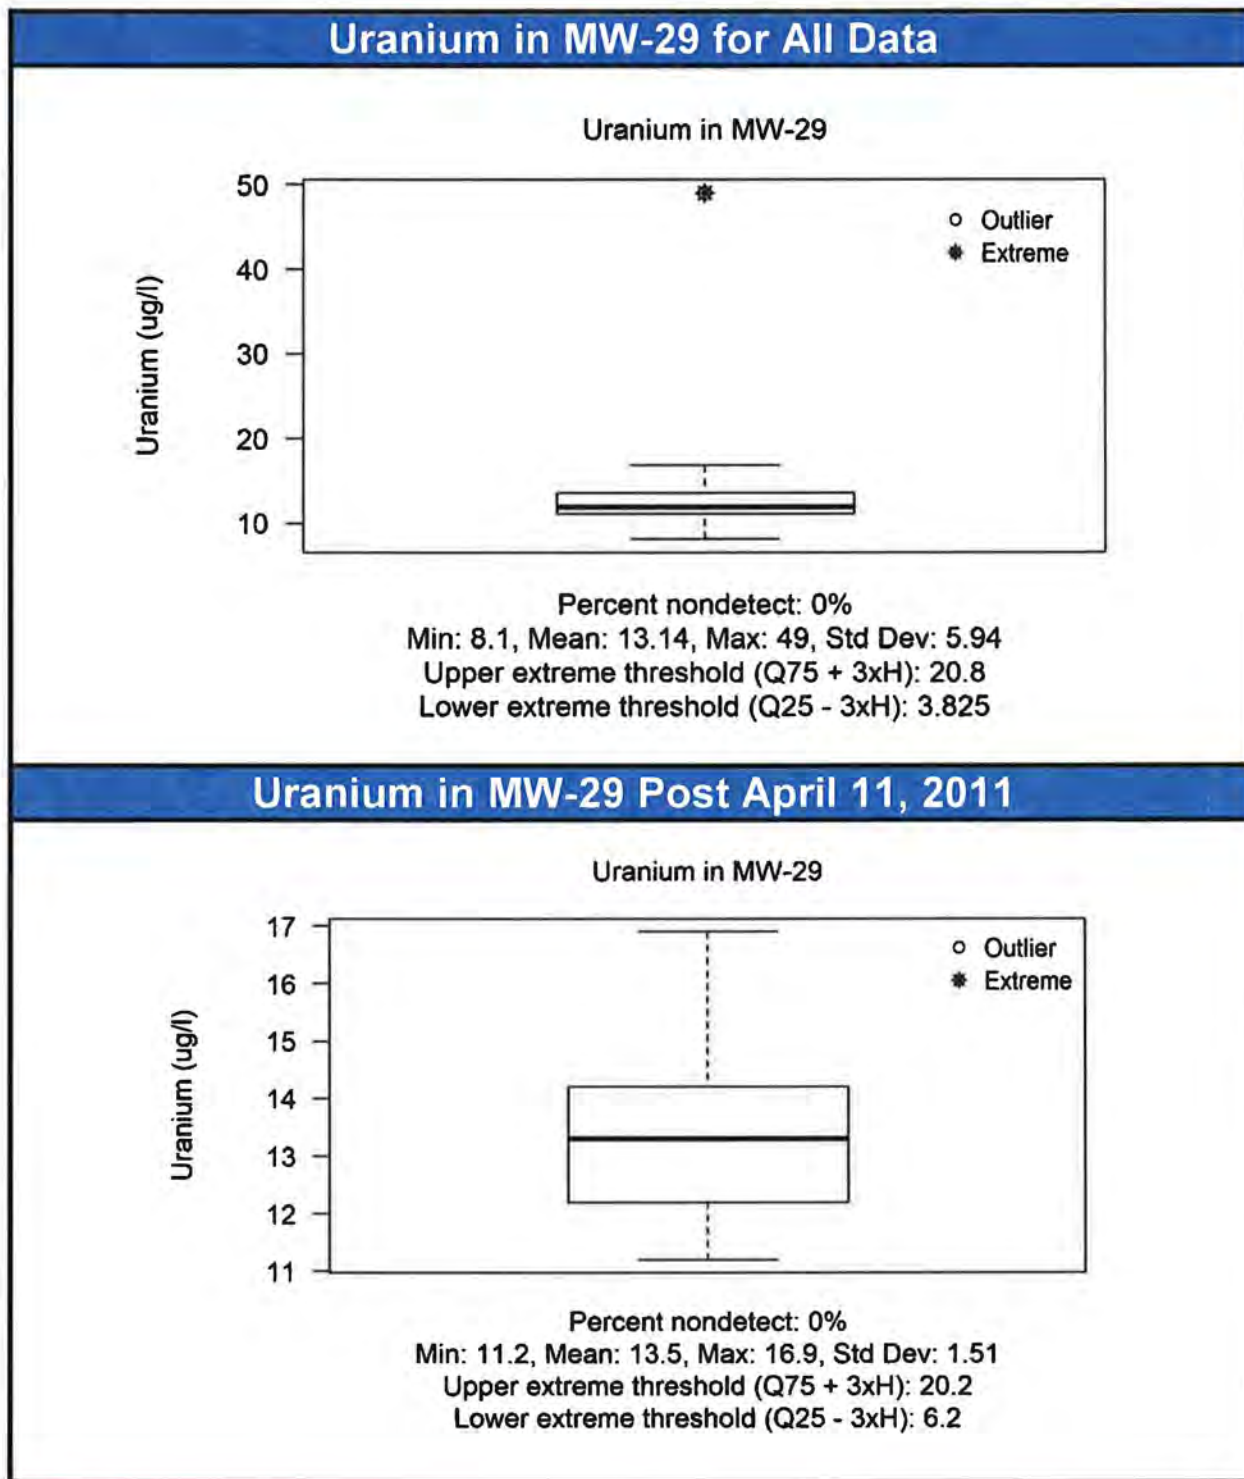 Uranium in MW-29 for All Data
Uranium in MW-29
50
40
30
20
10
Uranium (ug/l)
Outlier
Extreme
Percent nondetect: 0%
Min: 8.1, Mean: 13.14, Max: 49, Std Dev: 5.94
Upper extreme threshold (Q75 + 3xH): 20.8
Lower extreme threshold (Q25 - 3xH): 3.825
Uranium in MW-29 Post April 11, 2011
Uranium in MW-29
17
16
15
14
13
12
11
Uranium (ug/l)
Outlier
Extreme
Percent nondetect: 0%
Min: 11.2, Mean: 13.5, Max: 16.9, Std Dev: 1.51
Upper extreme threshold (Q75 + 3xH): 20.2
Lower extreme threshold (Q25 - 3xH): 6.2